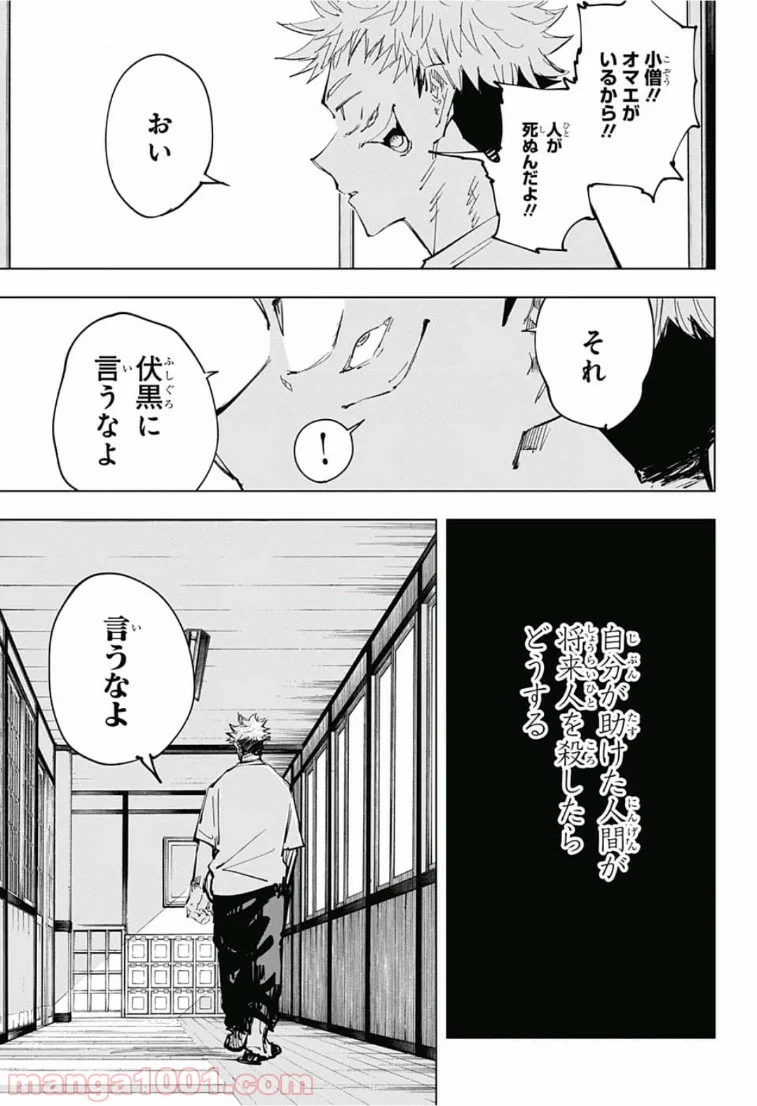 小僧!!
オマエが
いるから!!
人が
死ぬんだよ!!
おい
それ
!
伏黒に
言うなよ
自分が助けた人間が
将来人を殺したら
どうする
言うなよ
manga1001.com